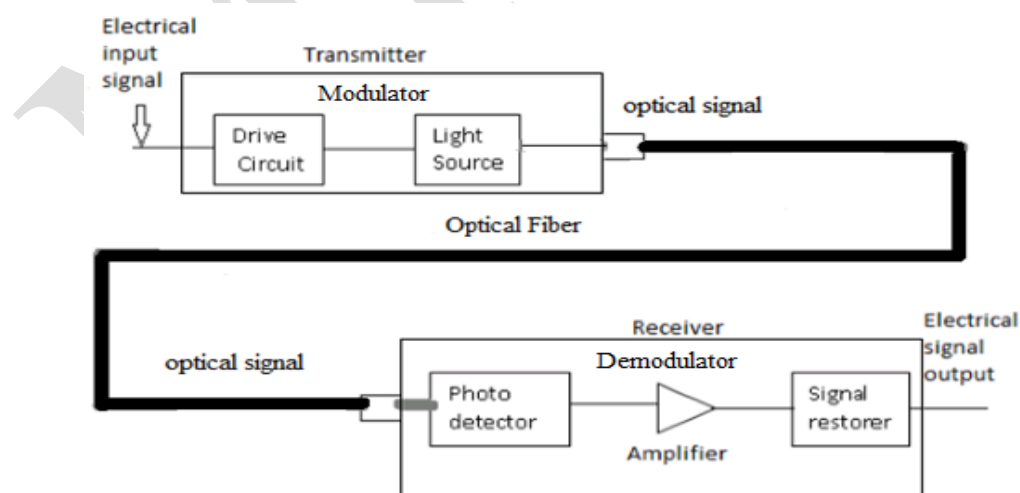 Electrical
input
signal
Transmitter
Modulator
optical signal
Drive
Circuit
Light
Source
Optical Fiber
optical signal
Receiver
Demodulator
Electrical
signal
output
Photo
detector
Amplifier
Signal
restorer